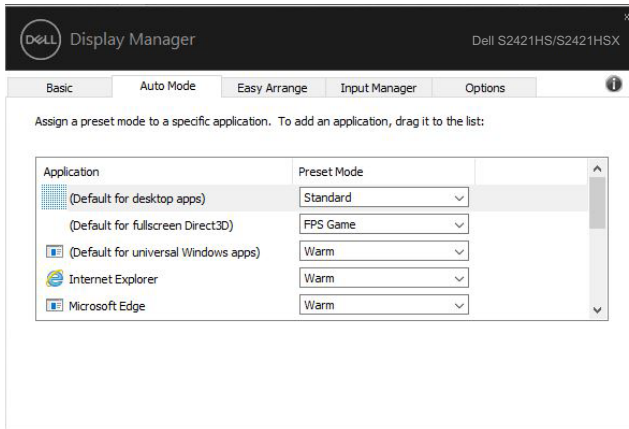 DELL Display Manager Dell S2421HS/S2421HSX
Basic Auto Mode Easy Arrange Input Manager Options
Assign a preset mode to a specific application. To add an application, drag it to the list:
Application Preset Mode
(Default for desktop apps) Standard
(Default for fullscreen Direct3D) FPS Game
(Default for universal Windows apps) Warm
Internet Explorer Warm
Microsoft Edge Warm